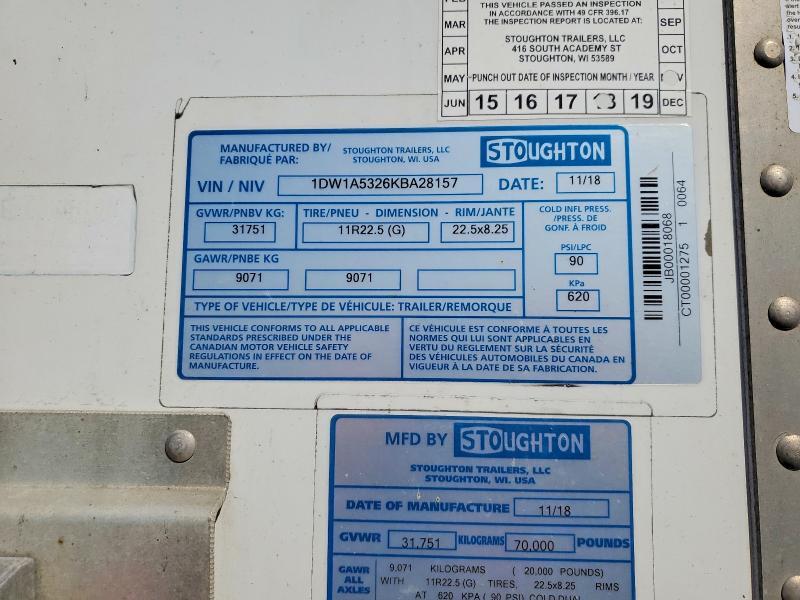 THIS VEHICLE PASSED AN INSPECTION
IN ACCORDANCE WITH 49 CFR 396.17
THE INSPECTION REPORT IS LOCATED AT:
MAR SEP
STOUGHTON TRAILERS, LLC
APR 416 SOUTH ACADEMY ST OCT
STOUGHTON, WI 53589
MAY PUNCH OUT DATE OF INSPECTION MONTH / YEAR
JUN 15 16 17 19 DEC
MANUFACTURED BY/
FABRIQUÉ PAR:
STOUGHTON TRAILERS, LLC
STOUGHTON, WI. USA
STOUGHTON
VIN / NIV 1DW1A5326KBA28157 DATE: 11/18
GVWR/PNBV KG: TIRE/PNEU - DIMENSION - RIM/JANTE
31751 11R22.5 (G) 22.5x8.25
COLD INFL PRESS.
/PRESS. DE
GONF. À FROID
GAWR/PNBE KG
9071 9071
PSI/LPC
90
KPa
620
TYPE OF VEHICLE/TYPE DE VÉHICULE: TRAILER/REMORQUE
THIS VEHICLE CONFORMS TO ALL APPLICABLE
STANDARDS PRESCRIBED UNDER THE
CANADIAN MOTOR VEHICLE SAFETY
REGULATIONS IN EFFECT ON THE DATE OF
MANUFACTURE.
CE VÉHICULE EST CONFORME À TOUTES LES
NORMES QUI LUI SONT APPLICABLES EN
VERTU DU REGLEMENT SUR LA SÉCURITÉ
DES VÉHICULES AUTOMOBILES DU CANADA EN
VIGUEUR À LA DATE DE SA FABRICATION.
JB00018068
CT00001275 1 0064
MFD BY STOUGHTON
STOUGHTON TRAILERS, LLC
STOUGHTON, WI. USA
DATE OF MANUFACTURE 11/18
GVWR 31,751 KILOGRAMS 70,000 POUNDS
GAWR
ALL
AXLES
9,071 KILOGRAMS ( 20,000 POUNDS)
WITH 11R22.5 (G) TIRES, 22.5x8.25 RIMS
AT 620 KPA ( 90 PSI) COLD DUAL